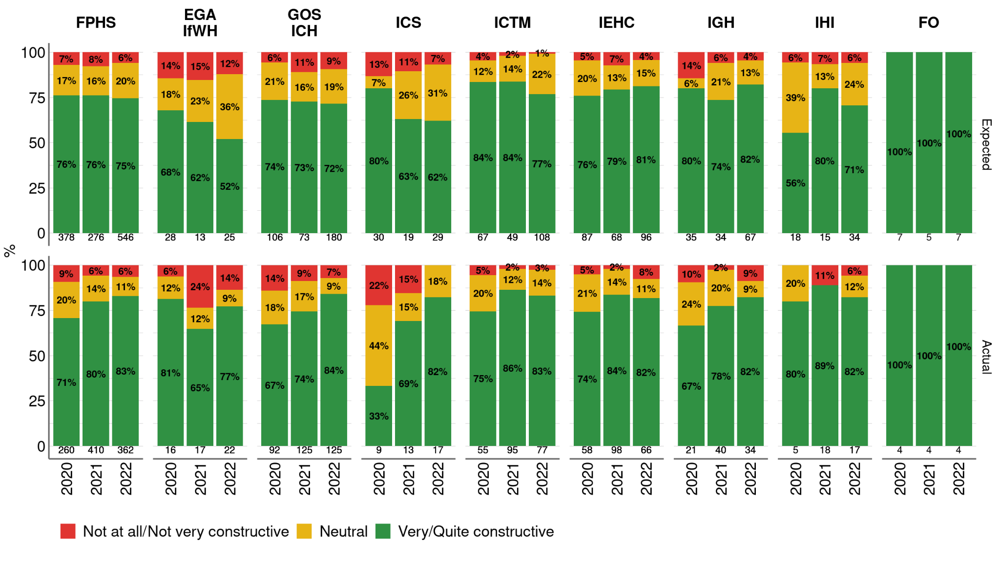 FPHS
EGA
IfWH
GOS
ICH
ICS
ICTM
IEHC
IGH
IHI
FO
100
75
50
25
0
7% 8% 6% 14% 15% 12% 6% 11% 9% 13% 11% 7% 4% 2% 1% 5% 7% 4% 14% 6% 4% 6% 7% 6%
17% 16% 20% 18% 23% 36% 21% 16% 19% 7% 26% 31% 12% 14% 22% 20% 13% 15% 6% 21% 13% 39% 13% 24%
76% 76% 75% 68% 62% 52% 74% 73% 72% 80% 63% 62% 84% 84% 77% 76% 79% 81% 80% 74% 82% 56% 80% 71% 100% 100% 100%
378 276 546 28 13 25 106 73 180 30 19 29 67 49 108 87 68 96 35 34 67 18 15 34 7 5 7
Expected
%
100
75
50
25
0
9% 6% 6% 6% 24% 14% 14% 9% 7% 22% 15% 5% 2% 3% 5% 2% 8% 10% 2% 9% 11% 6%
20% 14% 11% 12% 12% 9% 18% 17% 9% 44% 15% 18% 20% 12% 14% 21% 14% 11% 24% 20% 9% 20% 12%
71% 80% 83% 81% 65% 77% 67% 74% 84% 33% 69% 82% 75% 86% 83% 74% 84% 82% 67% 78% 82% 80% 89% 82% 100% 100% 100%
260 410 362 16 17 22 92 125 125 9 13 17 55 95 77 58 98 66 21 40 34 5 18 17 4 4 4
Actual
2020 2021 2022 2020 2021 2022 2020 2021 2022 2020 2021 2022 2020 2021 2022 2020 2021 2022 2020 2021 2022 2020 2021 2022 2020 2021 2022
Not at all/Not very constructive Neutral Very/Quite constructive